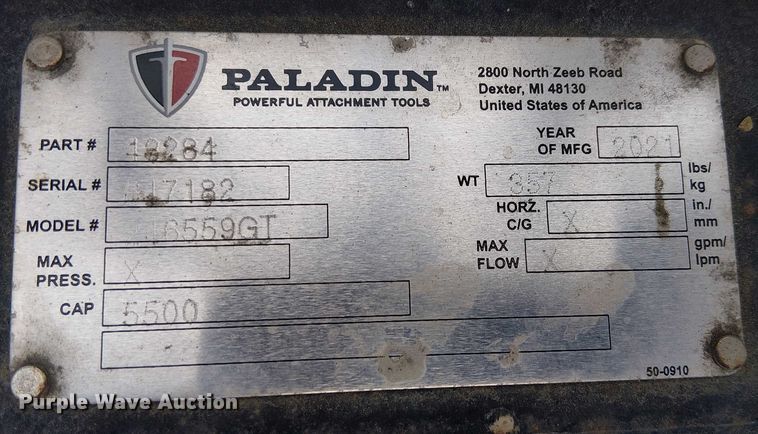 PALADIN™
POWERFUL ATTACHMENT TOOLS
2800 North Zeeb Road
Dexter, MI 48130
United States of America
PART # 18284
YEAR OF MFG 2021
SERIAL # 417182
WT 357 lbs/ kg
MODEL #
HORZ. C/G X in./ mm
MAX PRESS. X
MAX FLOW X gpm/ lpm
CAP 5500
50-0910
Purple Wave Auction